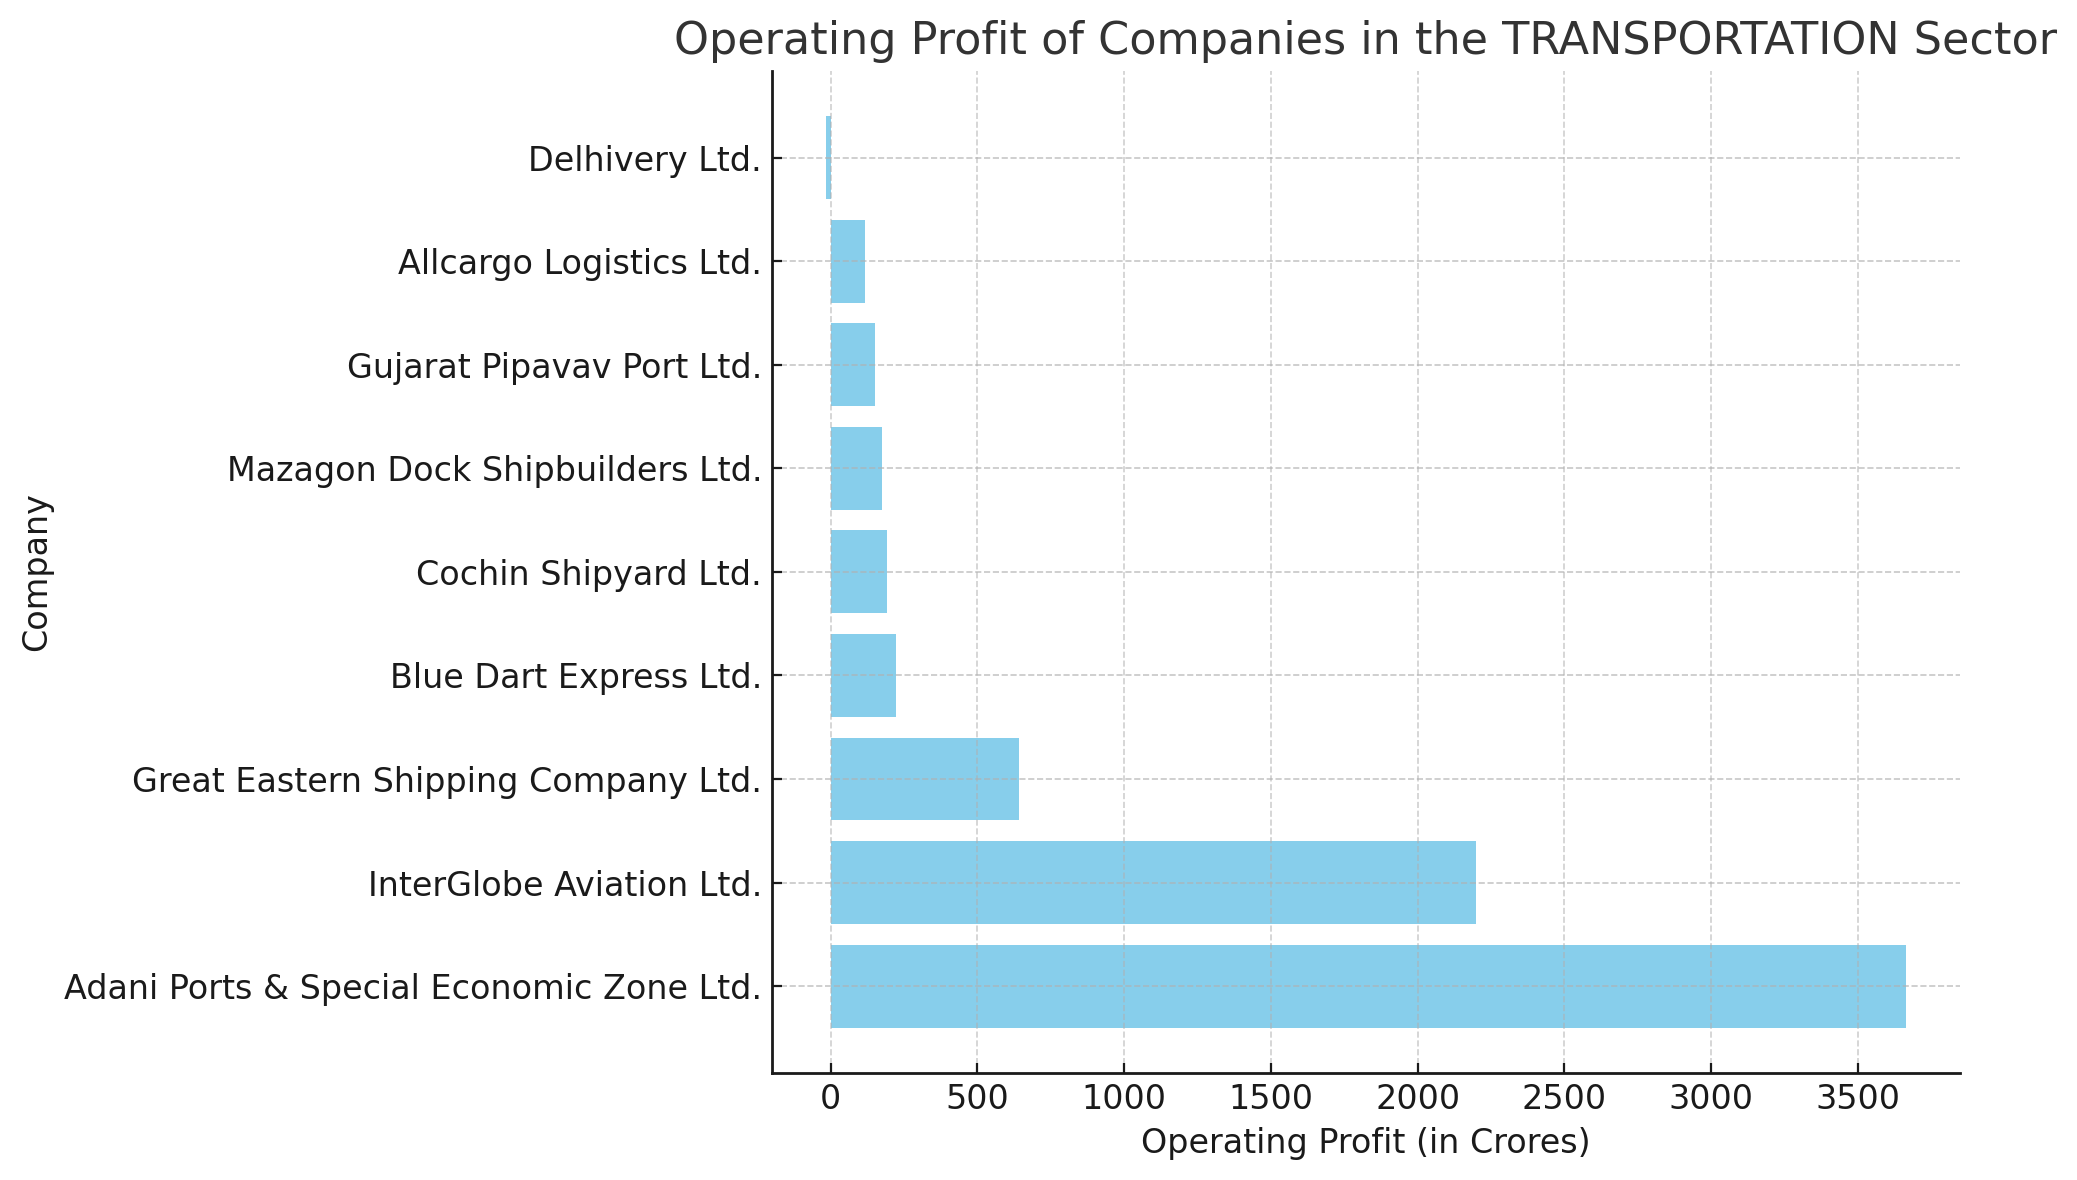 Operating Profit of Companies in the TRANSPORTATION Sector
Company
Delhivery Ltd.
Allcargo Logistics Ltd.
Gujarat Pipavav Port Ltd.
Mazagon Dock Shipbuilders Ltd.
Cochin Shipyard Ltd.
Blue Dart Express Ltd.
Great Eastern Shipping Company Ltd.
InterGlobe Aviation Ltd.
Adani Ports & Special Economic Zone Ltd.
0 500 1000 1500 2000 2500 3000 3500
Operating Profit (in Crores)